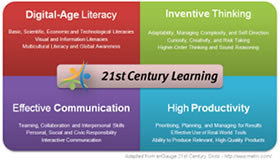 Digital-Age Literacy
Basic, Scientific, Economic and Technological Literacies
Visual and Information Literacies
Multicultural Literacy and Global Awareness
Inventive Thinking
Adaptability, Managing Complexity, and Self-Direction
Curiosity, Creativity, and Risk Taking
Higher Order Thinking and Sound Reasoning
21st Century Learning
Effective Communication
Teaming, Collaboration and Interpersonal Skills
Personal, Social and Civic Responsibility
Interactive Communication
High Productivity
Prioritising, Planning, and Managing for Results
Effective Use of Real-World Tools
Ability to Produce Relevant, High-Quality Products
Adapted from enGauge 21st Century Skills -